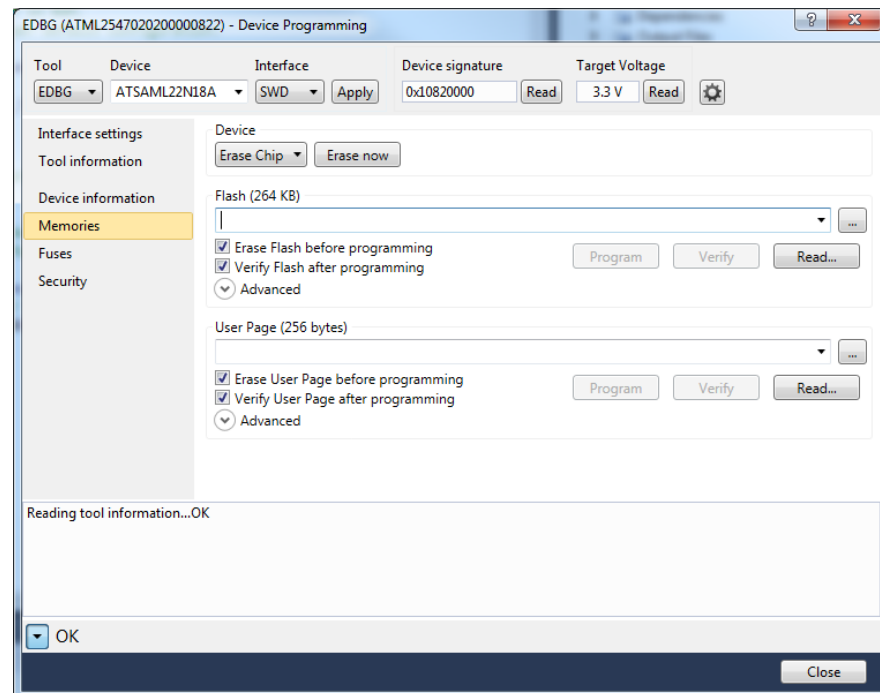 EDBG (ATML2547020200000822) - Device Programming
Tool Device Interface Device signature Target Voltage
EDBG ATSAML22N18A SWD Apply 0x10820000 Read 3.3 V Read
Interface settings
Tool information
Device information
Memories
Fuses
Security
Device
Erase Chip Erase now
Flash (264 KB)
...
Erase Flash before programming
Verify Flash after programming
Program Verify Read...
Advanced
User Page (256 bytes)
...
Erase User Page before programming
Verify User Page after programming
Program Verify Read...
Advanced
Reading tool information...OK
OK
Close